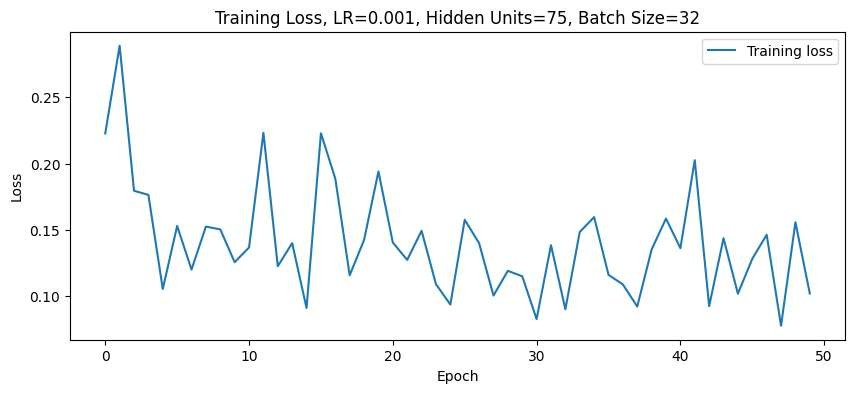 Training Loss, LR=0.001, Hidden Units=75, Batch Size=32
Training loss
Loss
0.25
0.20
0.15
0.10
0 10 20 30 40 50
Epoch